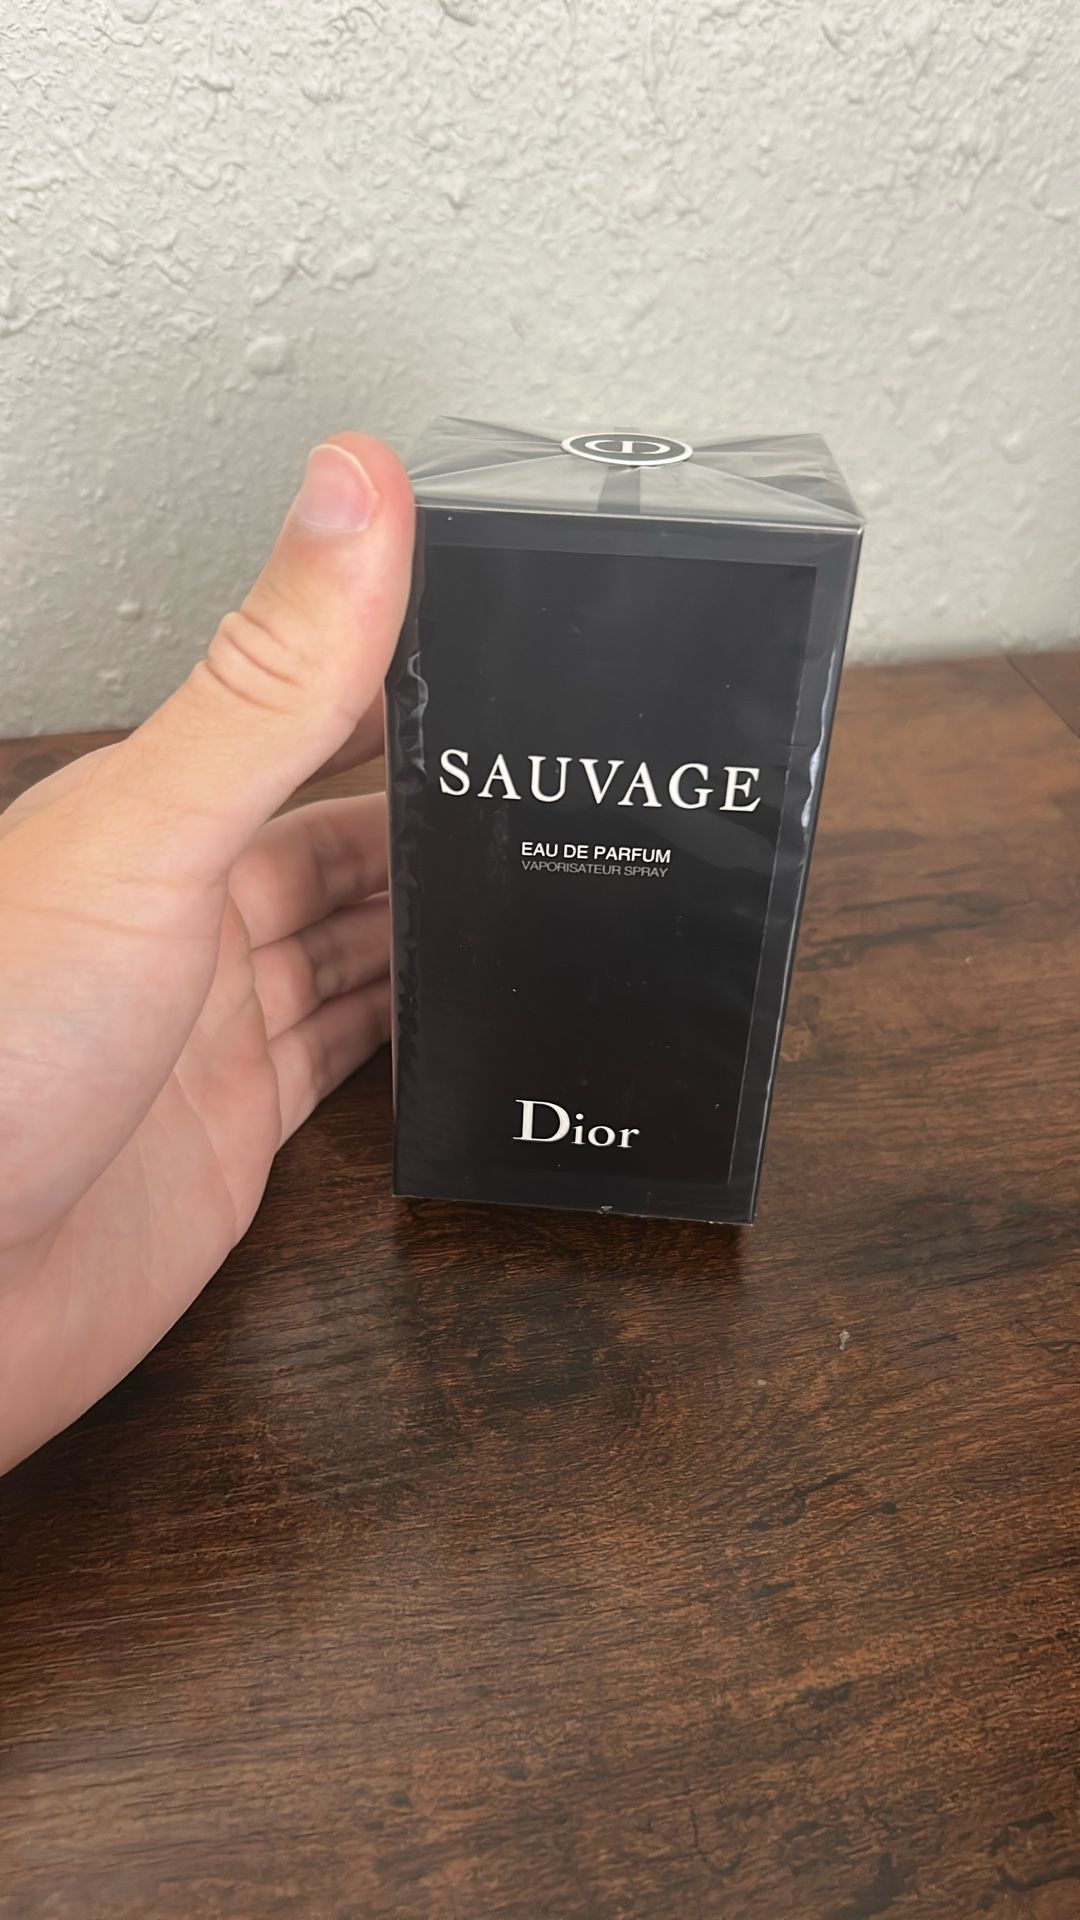 SAUVAGE
EAU DE PARFUM
VAPORISATEUR SPRAY
Dior